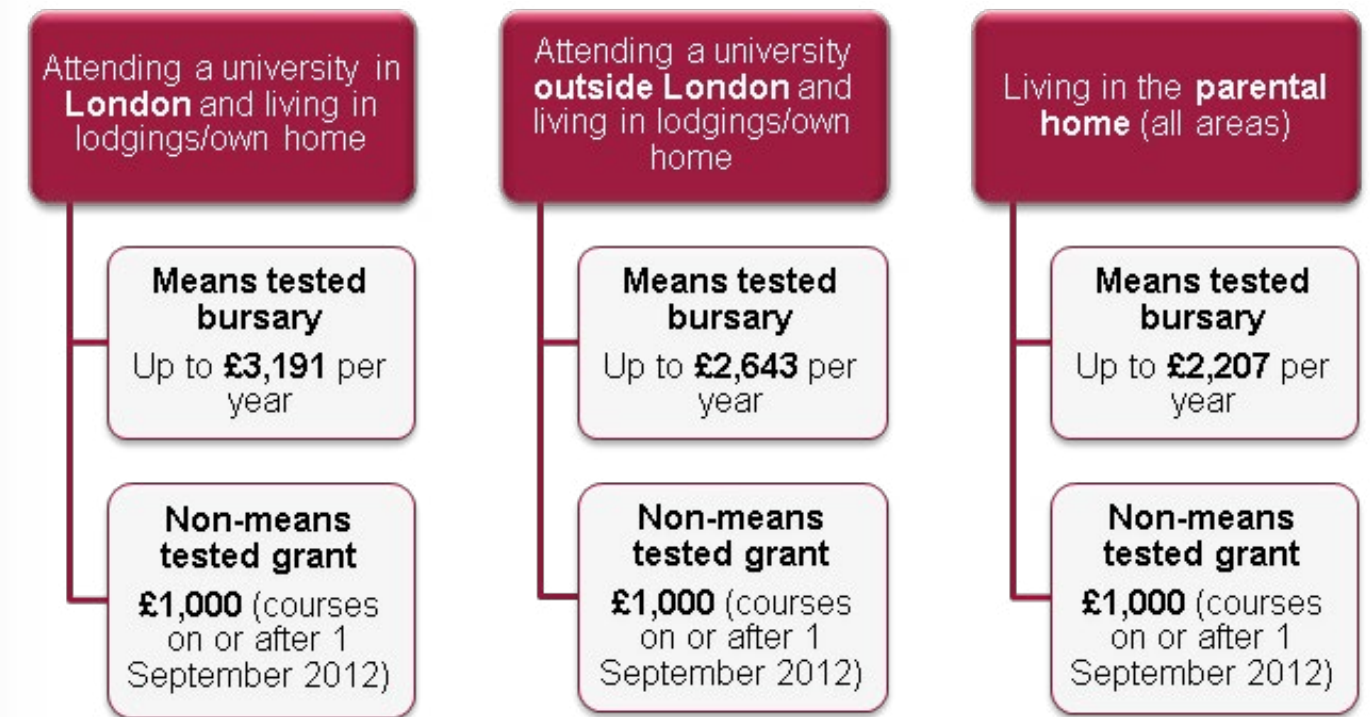 Attending a university in
London and living in
lodgings/own home
Means tested
bursary
Up to £3,191 per
year
Non-means
tested grant
£1,000 (courses
on or after 1
September 2012)
Attending a university
outside London and
living in lodgings/own
home
Means tested
bursary
Up to £2,643 per
year
Non-means
tested grant
£1,000 (courses
on or after 1
September 2012)
Living in the parental
home (all areas)
Means tested
bursary
Up to £2,207 per
year
Non-means
tested grant
£1,000 (courses
on or after 1
September 2012)